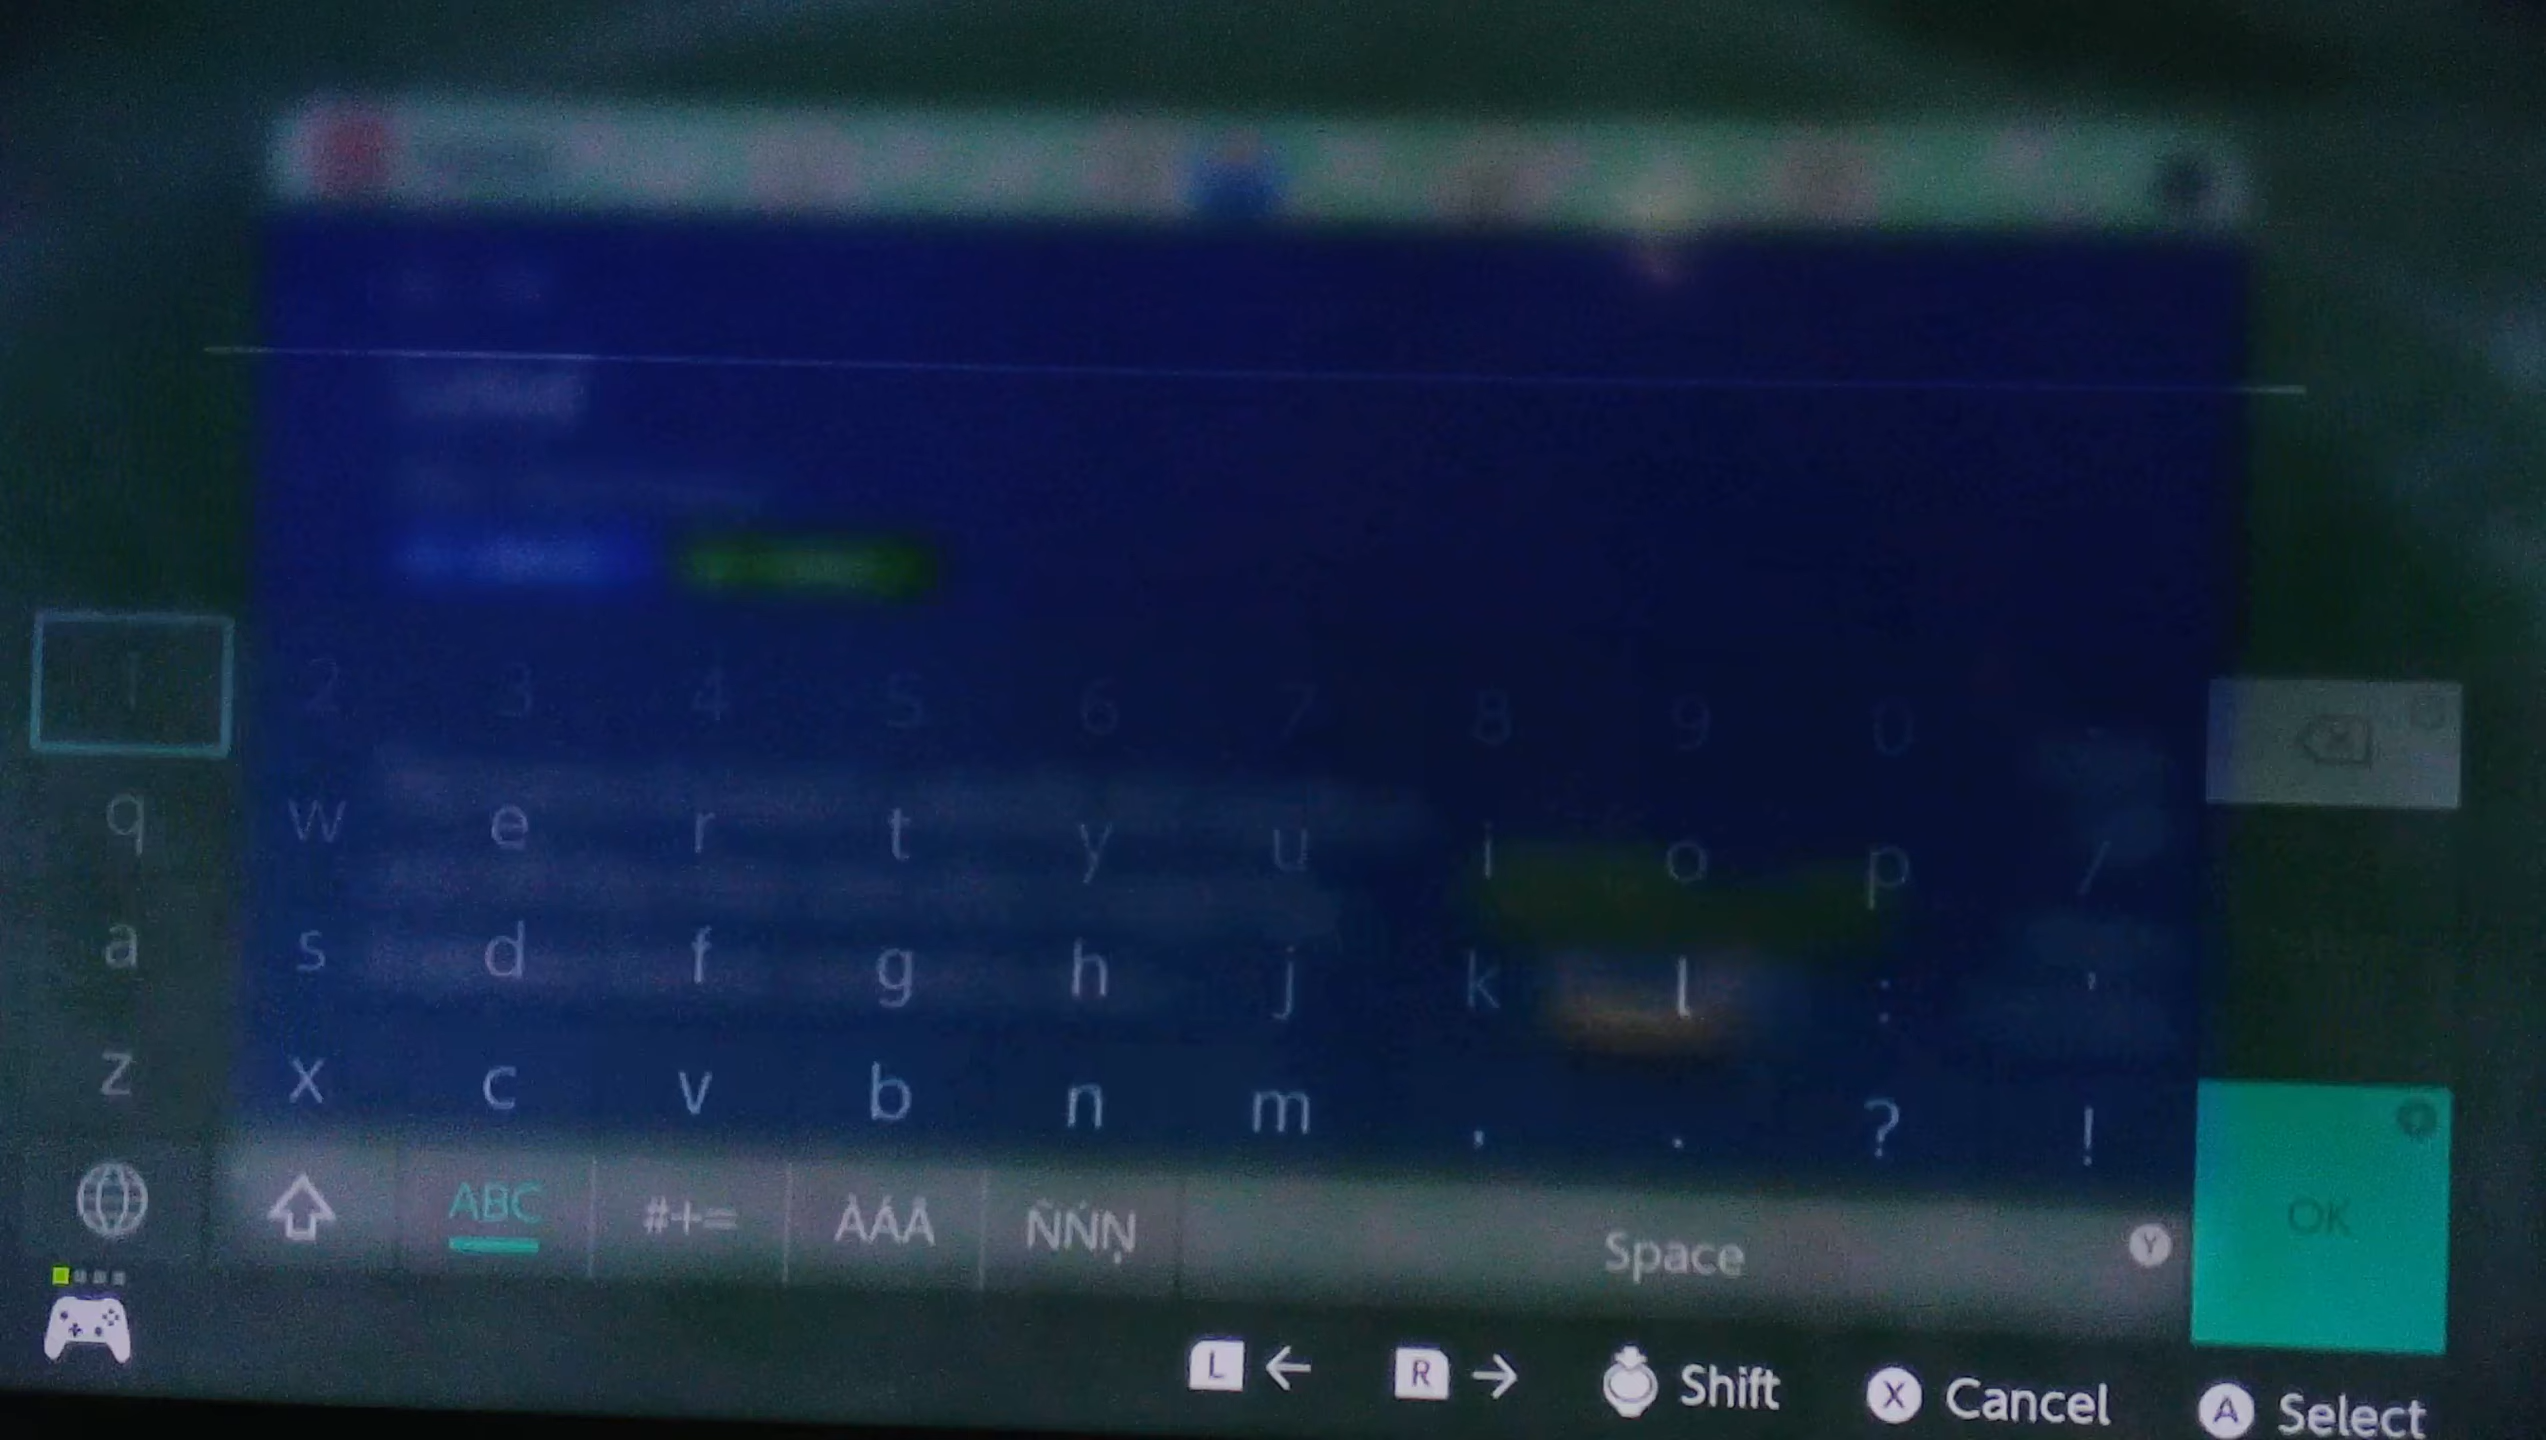 1 2 3 4 5 6 7 8 9 0 -
q w e r t y u i o p /
a s d f g h j k l : '
z x c v b n m , . ? !
ABC #+= ÀÁÂ ÑŃŅ Space Y OK
L ← R → Shift X Cancel A Select